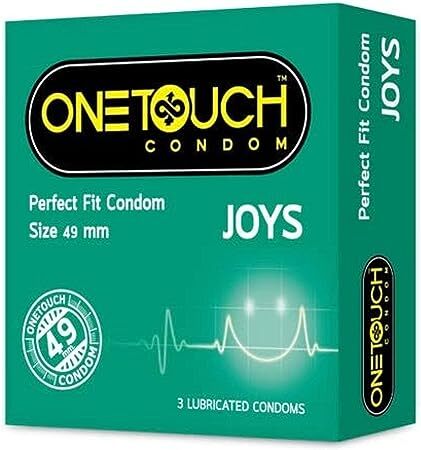 ONETOUCH™
CONDOM
Perfect Fit Condom
Size 49 mm
JOYS
ONETOUCH
49
mm
CONDOM
3 LUBRICATED CONDOMS
Perfect Fit Condom
JOYS
ONETOUCH
CONDOM